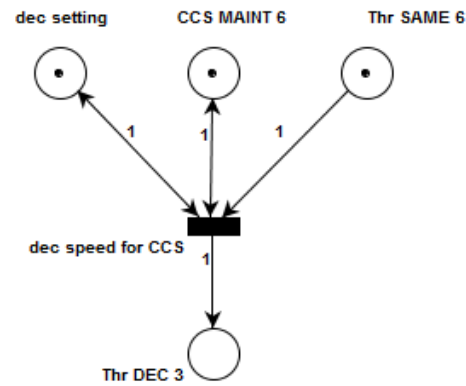 dec setting
CCS MAINT 6
Thr SAME 6
1
1
1
dec speed for CCS
1
Thr DEC 3